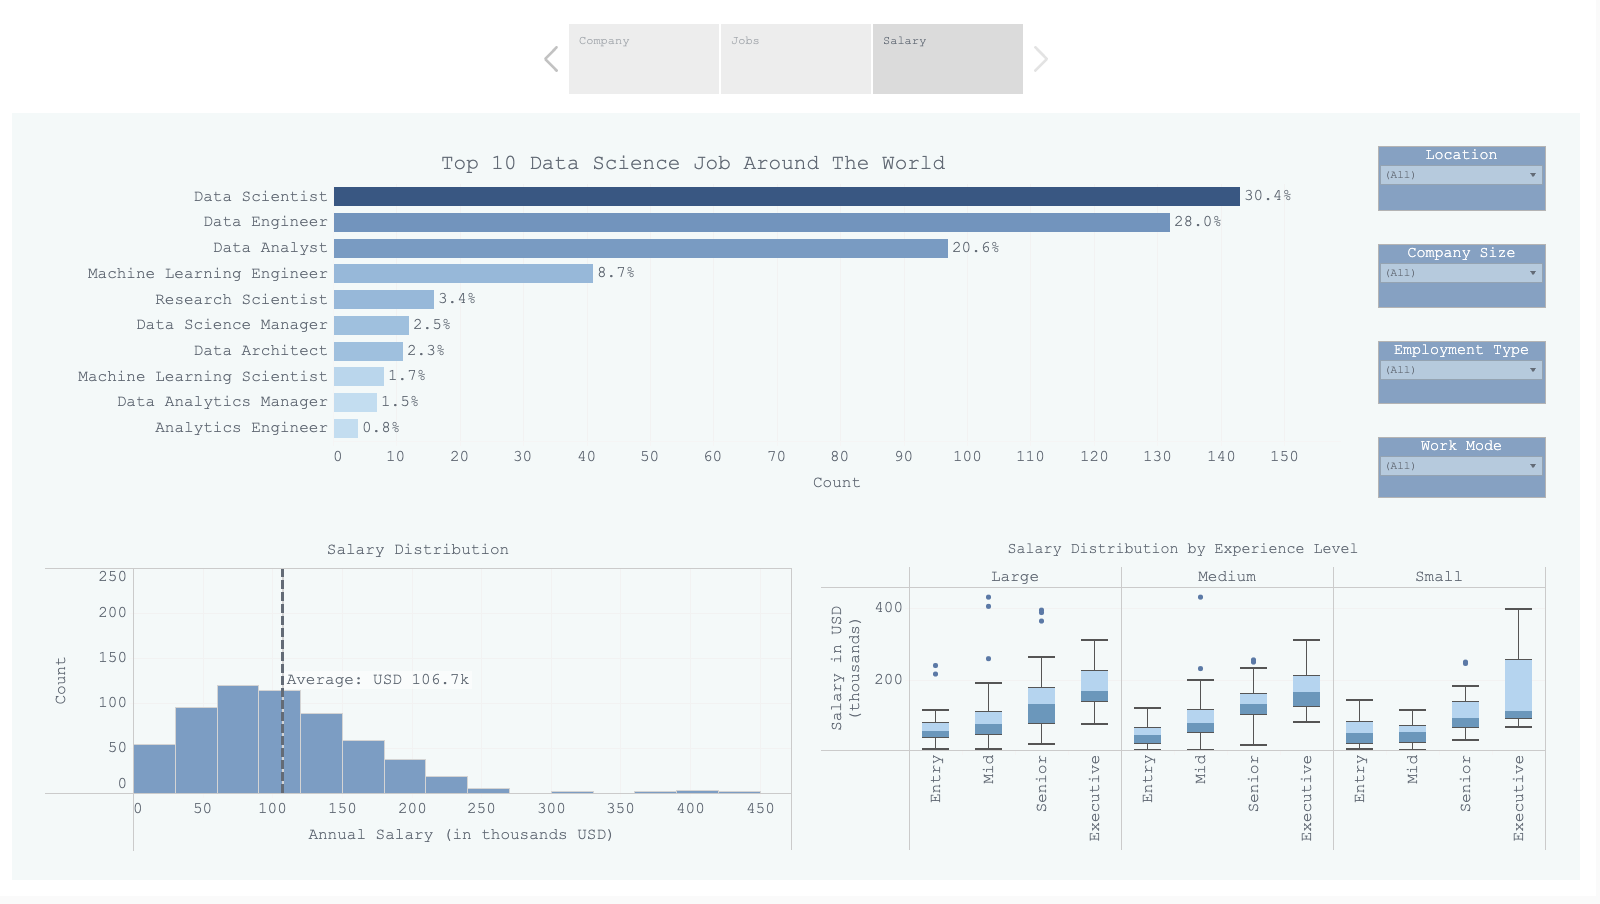 Company
Jobs
Salary
Top 10 Data Science Job Around The World
Data Scientist 30.4%
Data Engineer 28.0%
Data Analyst 20.6%
Machine Learning Engineer 8.7%
Research Scientist 3.4%
Data Science Manager 2.5%
Data Architect 2.3%
Machine Learning Scientist 1.7%
Data Analytics Manager 1.5%
Analytics Engineer 0.8%
0 10 20 30 40 50 60 70 80 90 100 110 120 130 140 150
Count
Location
(All)
Company Size
(All)
Employment Type
(All)
Work Mode
(All)
Salary Distribution
Count
250
200
150
100
50
0
Average: USD 106.7k
0 50 100 150 200 250 300 350 400 450
Annual Salary (in thousands USD)
Salary Distribution by Experience Level
Large Medium Small
Salary in USD
(thousands)
400
200
Entry Mid Senior Executive Entry Mid Senior Executive Entry Mid Senior Executive